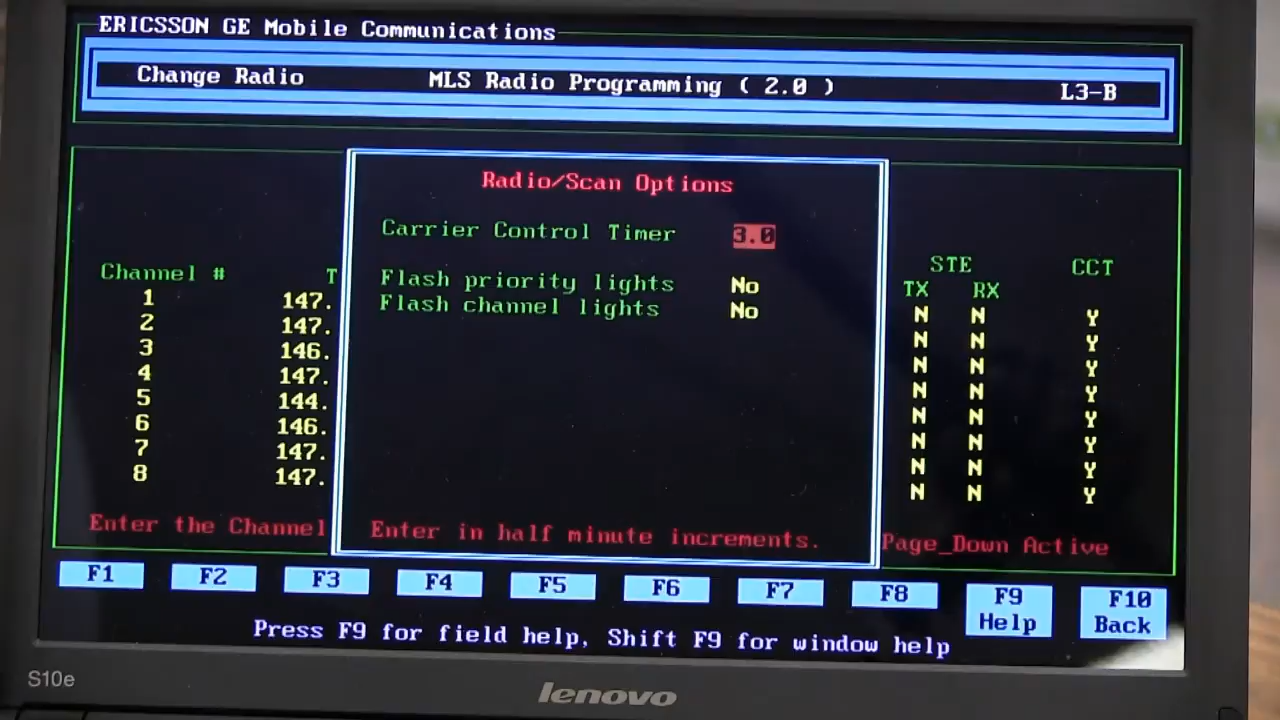 ERICSSON GE Mobile Communications
Change Radio MLS Radio Programming ( 2.0 ) L3-B
Radio/Scan Options
Carrier Control Timer 3.0
Flash priority lights No
Flash channel lights No
Enter in half minute increments.
STE CCT
Channel # T TX RX
1 147. N N Y
2 147. N N Y
3 146. N N Y
4 147. N N Y
5 144. N N Y
6 146. N N Y
7 147. N N Y
8 147. N N Y
Enter the Channel Page_Down Active
F1 F2 F3 F4 F5 F6 F7 F8 F9 F10
Help Back
Press F9 for field help, Shift F9 for window help
S10e lenovo